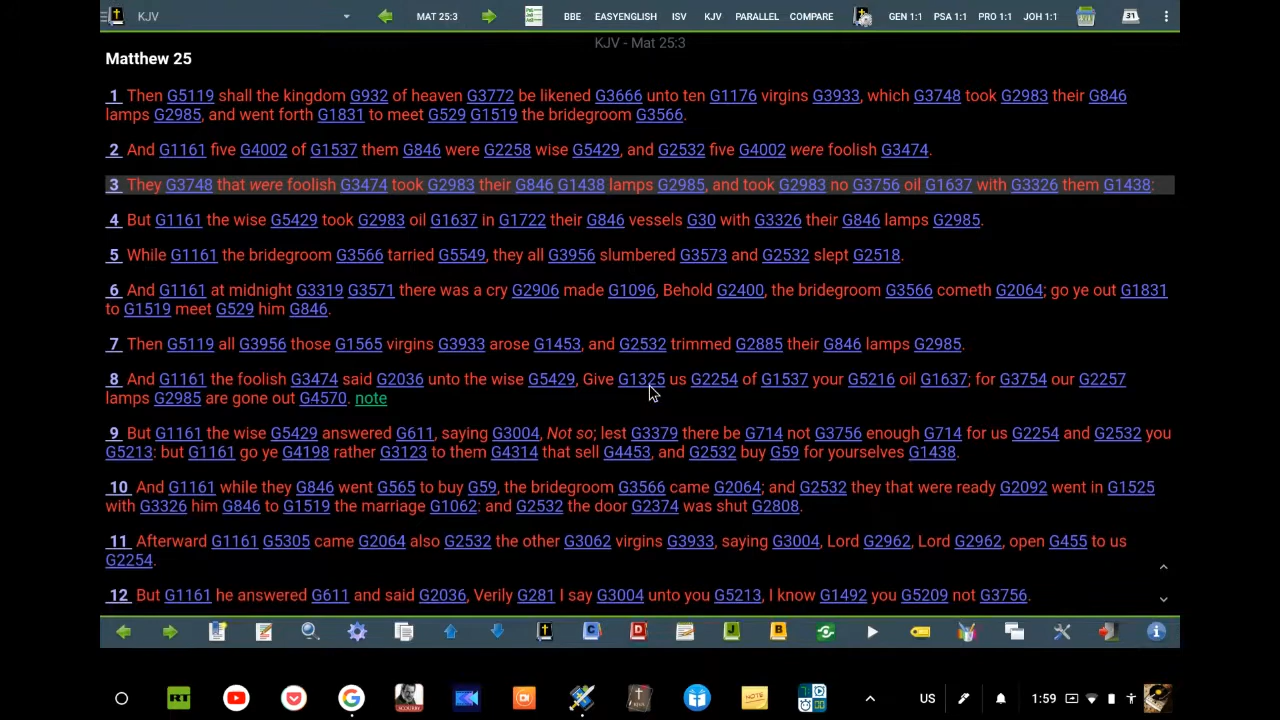 KJV MAT 25:3 BBE EASYENGLISH ISV KJV PARALLEL COMPARE GEN 1:1 PSA 1:1 PRO 1:1 JOH 1:1 31
KJV - Mat 25:3
Matthew 25
1 Then G5119 shall the kingdom G932 of heaven G3772 be likened G3666 unto ten G1176 virgins G3933, which G3748 took G2983 their G846
lamps G2985, and went forth G1831 to meet G529 G1519 the bridegroom G3566.
2 And G1161 five G4002 of G1537 them G846 were G2258 wise G5429, and G2532 five G4002 were foolish G3474.
3 They G3748 that were foolish G3474 took G2983 their G846 G1438 lamps G2985, and took G2983 no G3756 oil G1637 with G3326 them G1438:
4 But G1161 the wise G5429 took G2983 oil G1637 in G1722 their G846 vessels G30 with G3326 their G846 lamps G2985.
5 While G1161 the bridegroom G3566 tarried G5549, they all G3956 slumbered G3573 and G2532 slept G2518.
6 And G1161 at midnight G3319 G3571 there was a cry G2906 made G1096, Behold G2400, the bridegroom G3566 cometh G2064; go ye out G1831
to G1519 meet G529 him G846.
7 Then G5119 all G3956 those G1565 virgins G3933 arose G1453, and G2532 trimmed G2885 their G846 lamps G2985.
8 And G1161 the foolish G3474 said G2036 unto the wise G5429, Give G1325 us G2254 of G1537 your G5216 oil G1637; for G3754 our G2257
lamps G2985 are gone out G4570. note
9 But G1161 the wise G5429 answered G611, saying G3004, Not so; lest G3379 there be G714 not G3756 enough G714 for us G2254 and G2532 you
G5213: but G1161 go ye G4198 rather G3123 to them G4314 that sell G4453, and G2532 buy G59 for yourselves G1438.
10 And G1161 while they G846 went G565 to buy G59, the bridegroom G3566 came G2064; and G2532 they that were ready G2092 went in G1525
with G3326 him G846 to G1519 the marriage G1062: and G2532 the door G2374 was shut G2808.
11 Afterward G1161 G5305 came G2064 also G2532 the other G3062 virgins G3933, saying G3004, Lord G2962, Lord G2962, open G455 to us
G2254.
12 But G1161 he answered G611 and said G2036, Verily G281 I say G3004 unto you G5213, I know G1492 you G5209 not G3756.
C D J B
RT G SCOURBY NOTE US 1:59